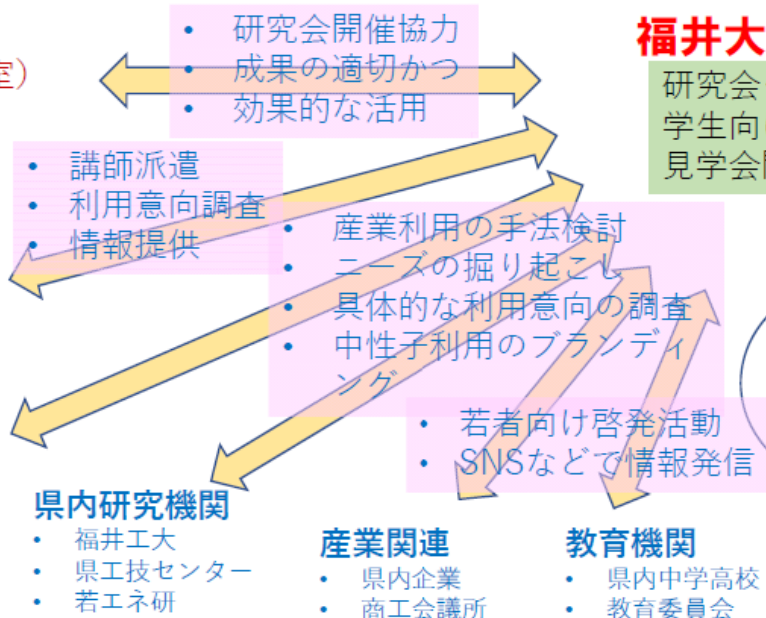 室）
• 研究会開催協力
• 成果の適切かつ
• 効果的な活用
福井大
研究会
学生向
見学会
• 講師派遣
• 利用意向調査
• 情報提供
• 産業利用の手法検討
• ニーズの掘り起こし
• 具体的な利用意向の調査
• 中性子利用のブランディ
ング
• 若者向け啓発活動
• SNSなどで情報発信
県内研究機関
• 福井工大
• 県工技センター
• 若エネ研
産業関連
• 県内企業
• 商工会議所
教育機関
• 県内中学高校
• 教育委員会